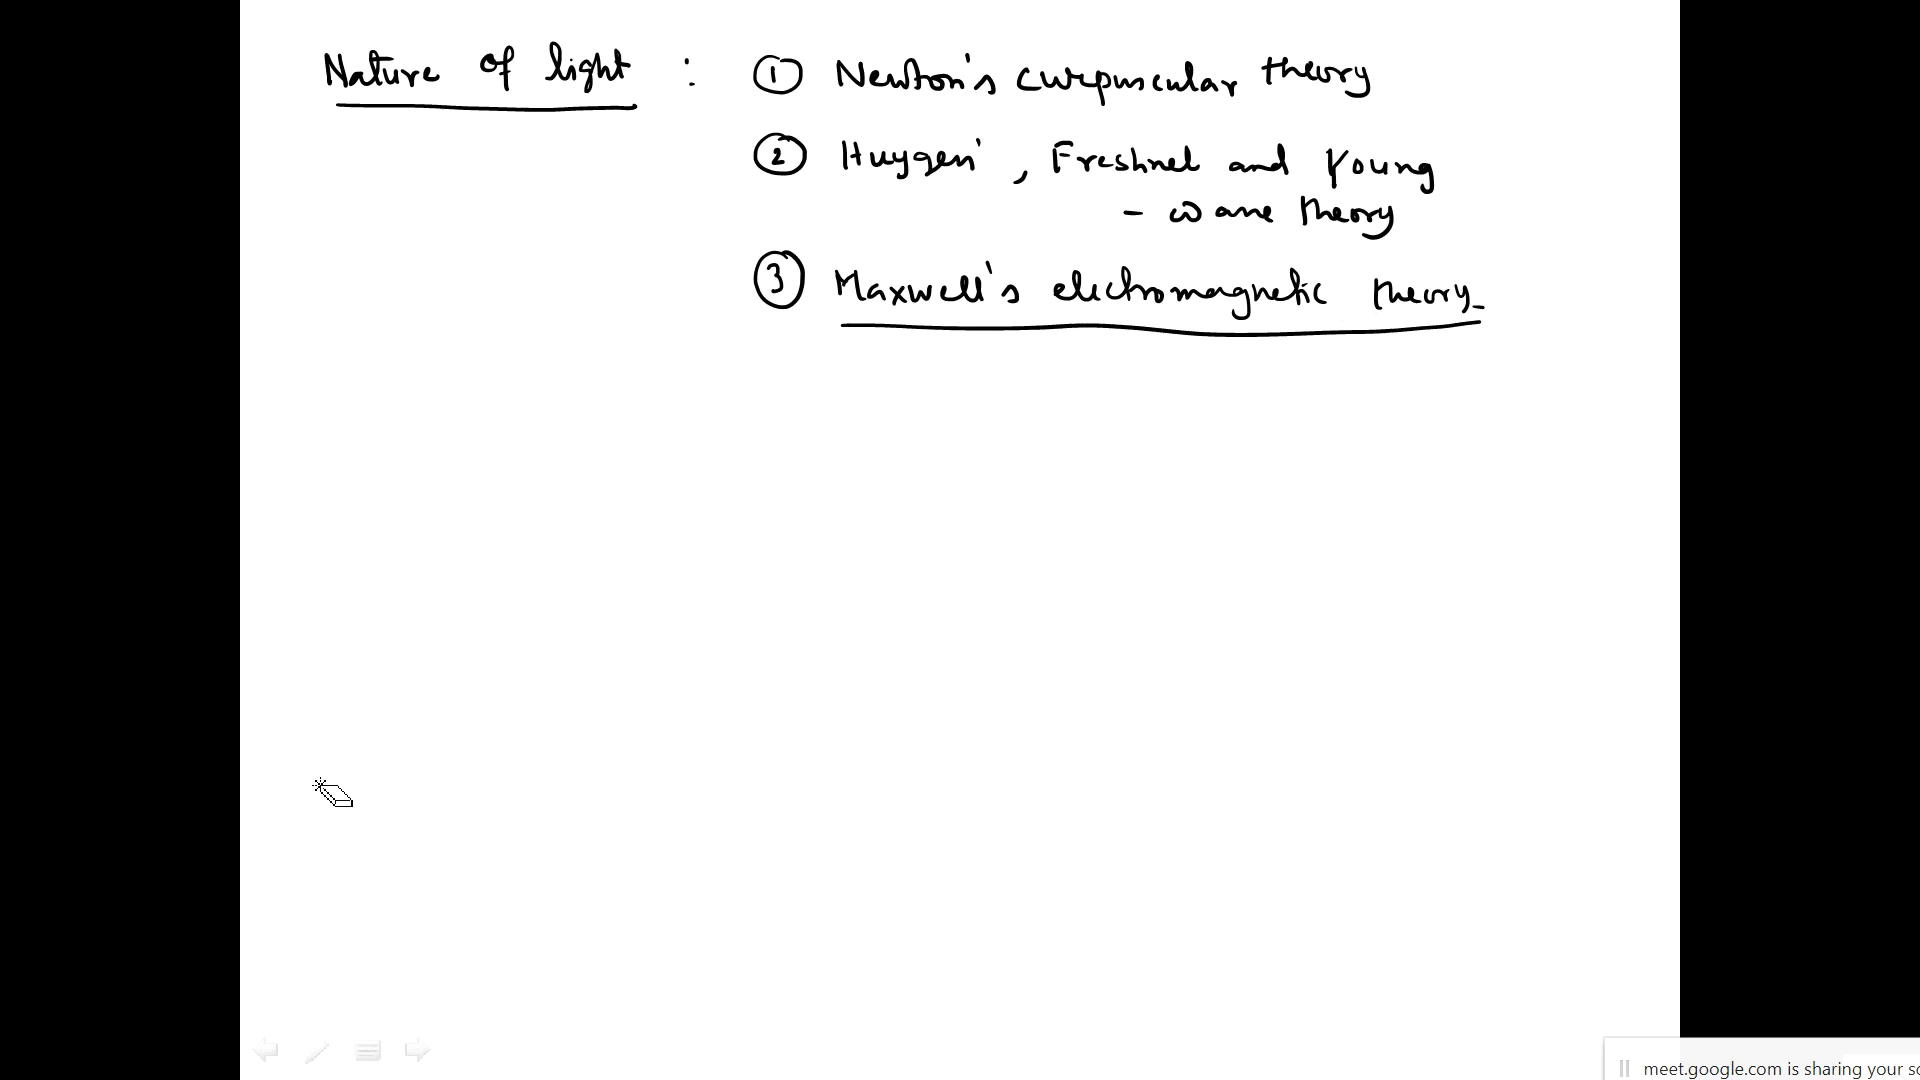 Nature of light : ① Newton's curpuscular theory
② Huygen' , Freshnel and Young
- wave theory
③ Maxwell's electromagnetic theory-
meet.google.com is sharing your sc